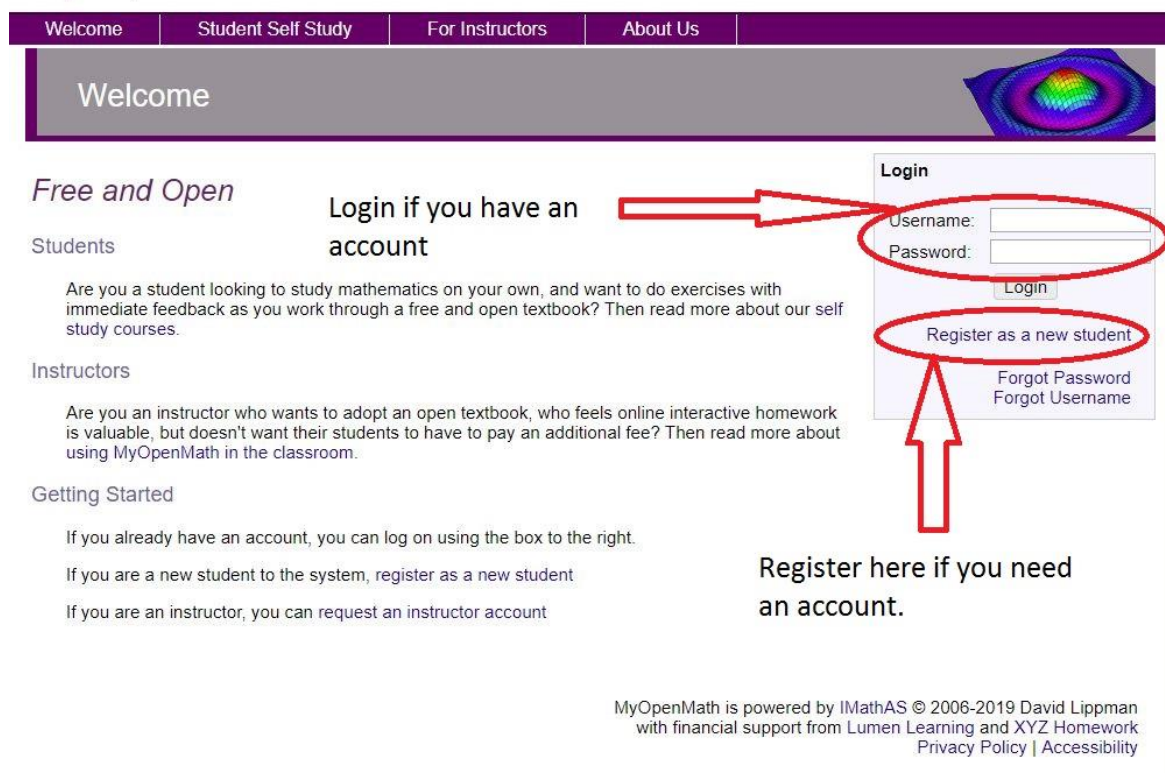 Welcome Student Self Study For Instructors About Us
Welcome
Free and Open
Login if you have an
account
Login
Username:
Password:
Login
Register as a new student
Forgot Password
Forgot Username
Students
Are you a student looking to study mathematics on your own, and want to do exercises with
immediate feedback as you work through a free and open textbook? Then read more about our self
study courses.
Instructors
Are you an instructor who wants to adopt an open textbook, who feels online interactive homework
is valuable, but doesn't want their students to have to pay an additional fee? Then read more about
using MyOpenMath in the classroom.
Getting Started
If you already have an account, you can log on using the box to the right.
If you are a new student to the system, register as a new student
If you are an instructor, you can request an instructor account
Register here if you need
an account.
MyOpenMath is powered by IMathAS © 2006-2019 David Lippman
with financial support from Lumen Learning and XYZ Homework
Privacy Policy | Accessibility